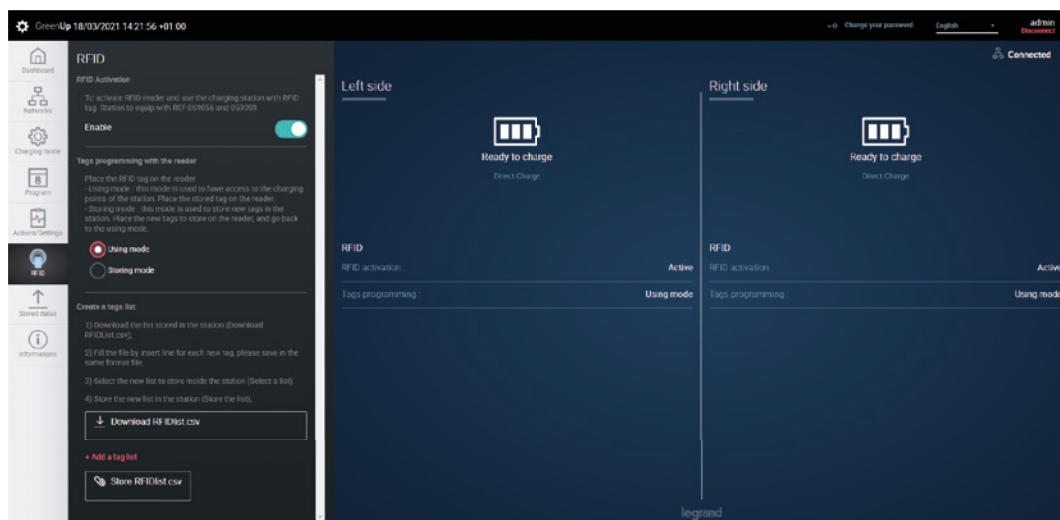 GreenUp 18/03/2021 14:21:56 +01:00
Change your password
English
admin
Disconnect
Dashboard
Networks
Charging mode
8
Program
Actions/Settings
RFID
Stored datas
Informations
RFID
RFID Activation
To activate RFID reader and use the charging station with RFID
tag. Station to equip with REF 059056 and 059059.
Enable
Tags programming with the reader
Place the RFID tag on the reader
- Using mode : this mode is used to have access to the charging
points of the station. Place the stored tag on the reader.
- Storing mode : this mode is used to store new tags in the
station. Place the new tags to store on the reader, and go back
to the using mode.
Using mode
Storing mode
Create a tags list
1) Download the list stored in the station (Download
RFIDList.csv),
2) Fill the file by insert line for each new tag, please save in the
same format file,
3) Select the new list to store inside the station (Select a list),
4) Store the new list in the station (Store the list).
Download RFIDlist.csv
+ Add a tag list
Store RFIDlist.csv
Connected
Left side
Ready to charge
Direct Charge
RFID
RFID activation :
Active
Tags programming :
Using mode
Right side
Ready to charge
Direct Charge
RFID
RFID activation
Active
Tags programming :
Using mode
legrand